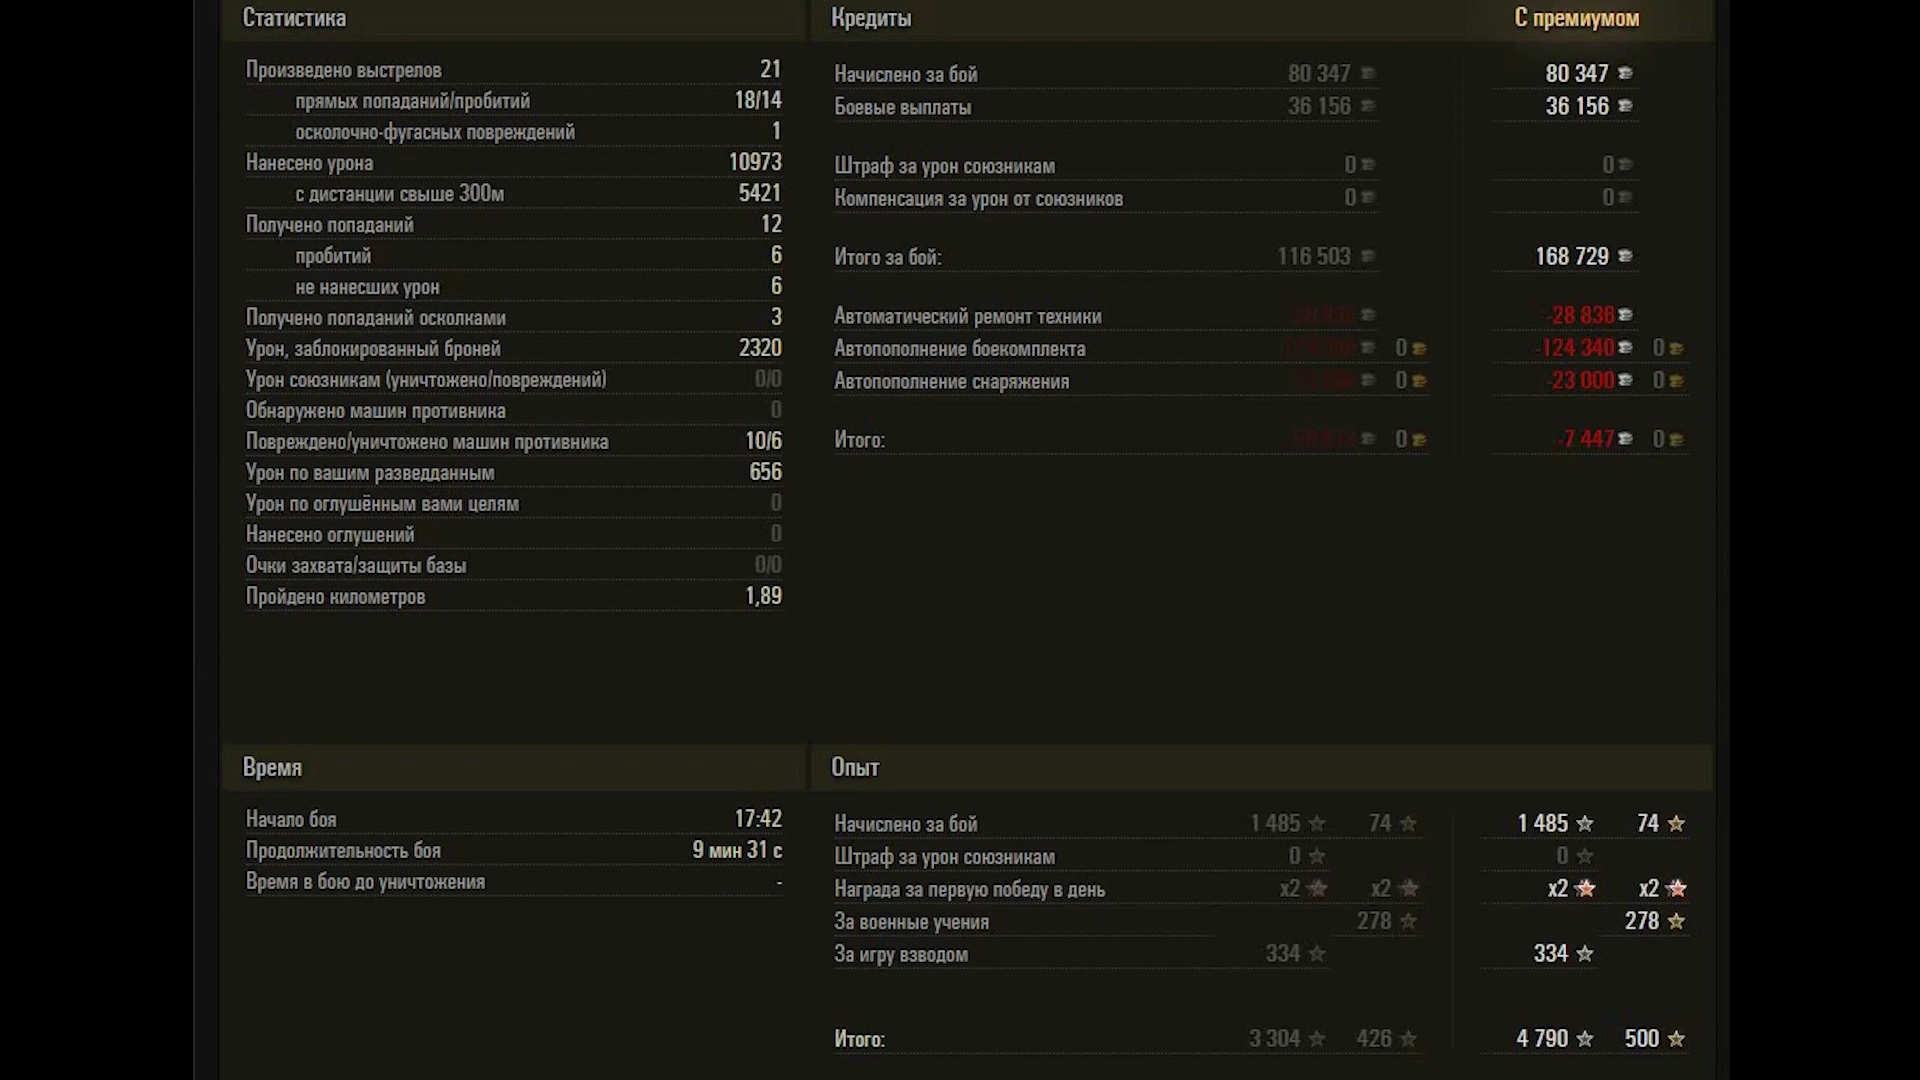 Статистика
Произведено выстрелов 21
прямых попаданий/пробитий 18/14
осколочно-фугасных повреждений 1
Нанесено урона 10973
с дистанции свыше 300м 5421
Получено попаданий 12
пробитий 6
не нанесших урон 6
Получено попаданий осколками 3
Урон, заблокированный броней 2320
Урон союзникам (уничтожено/повреждений) 0/0
Обнаружено машин противника 0
Повреждено/уничтожено машин противника 10/6
Урон по вашим разведданным 656
Урон по оглушённым вами целям 0
Нанесено оглушений 0
Очки захвата/защиты базы 0/0
Пройдено километров 1,89
Кредиты С премиумом
Начислено за бой 80 347 80 347
Боевые выплаты 36 156 36 156
Штраф за урон союзникам 0 0
Компенсация за урон от союзников 0 0
Итого за бой: 116 503 168 729
Автоматический ремонт техники -28 836
Автопополнение боекомплекта 0 -124 340 0
Автопополнение снаряжения 0 -23 000 0
Итого: 0 -7 447 0
Время
Начало боя 17:42
Продолжительность боя 9 мин 31 с
Время в бою до уничтожения -
Опыт
Начислено за бой 1 485 74 1 485 74
Штраф за урон союзникам 0 0
Награда за первую победу в день x2 x2 x2 x2
За военные учения 278 278
За игру взводом 334 334
Итого: 3 304 426 4 790 500